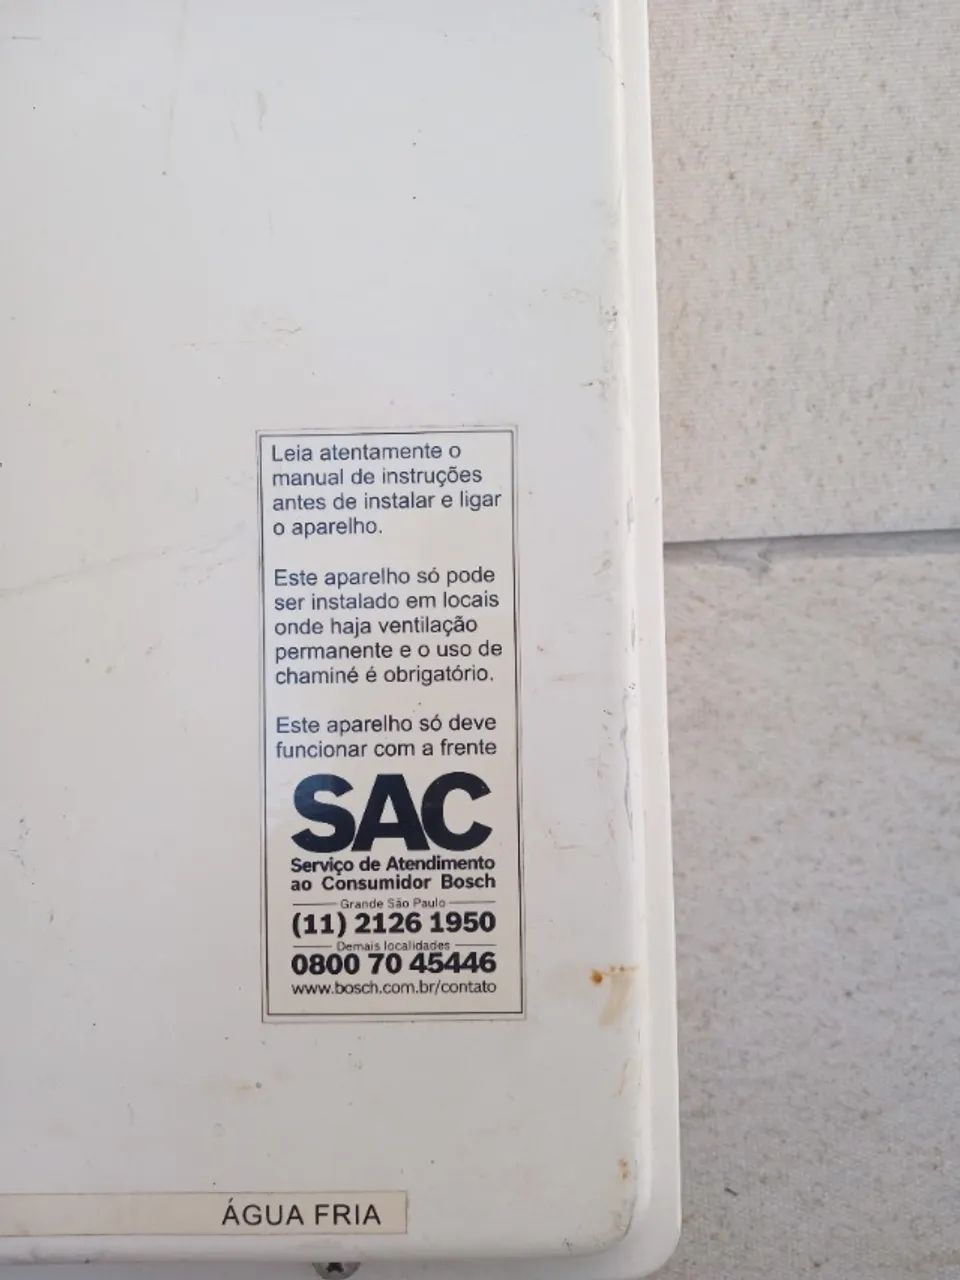 Leia atentamente o
manual de instruções
antes de instalar e ligar
o aparelho.
Este aparelho só pode
ser instalado em locais
onde haja ventilação
permanente e o uso de
chaminé é obrigatório.
Este aparelho só deve
funcionar com a frente
SAC
Serviço de Atendimento
ao Consumidor Bosch
Grande São Paulo
(11) 2126 1950
Demais localidades
0800 70 45446
www.bosch.com.br/contato
ÁGUA FRIA